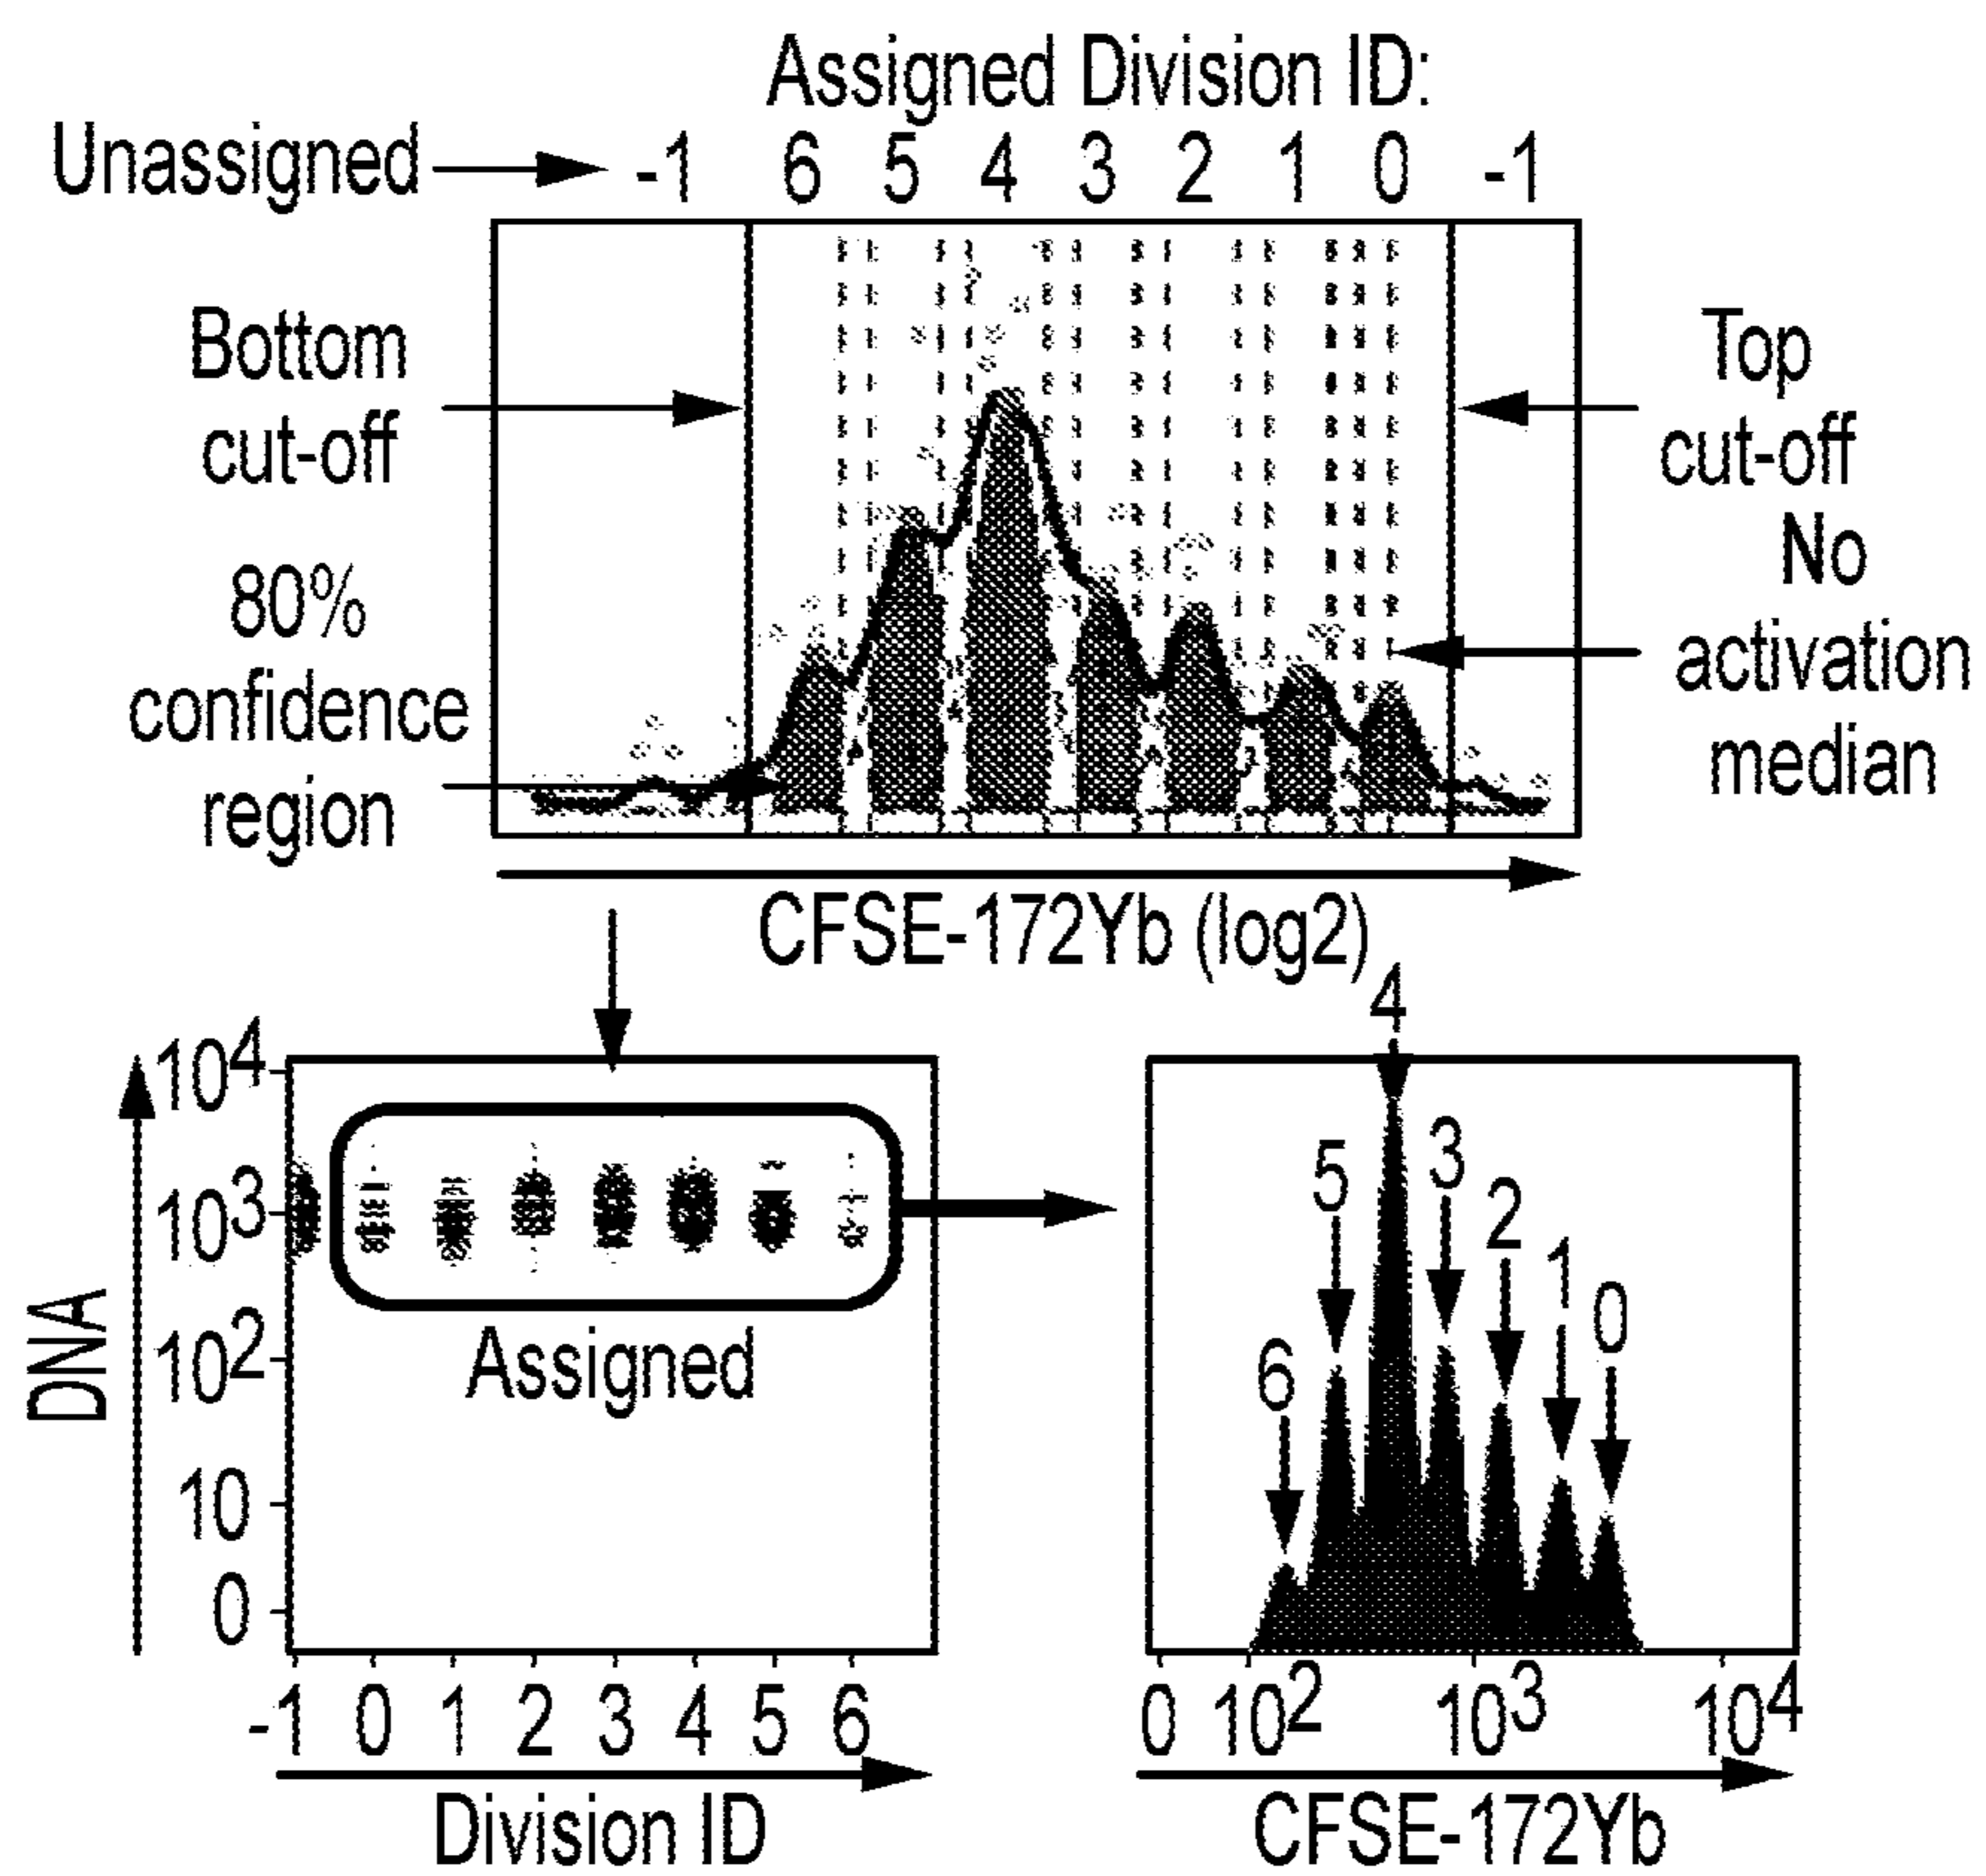 Assigned Division ID:
Unassigned -1 6 5 4 3 2 1 0 -1
Bottom
cut-off
80%
confidence
region
Top
cut-off
No
activation
median
CFSE-172Yb (log2)
DNA
10⁴
10³
10²
10
0
Assigned
-1 0 1 2 3 4 5 6
Division ID
4
5 3
2
6 1 0
0 10² 10³ 10⁴
CFSE-172Yb